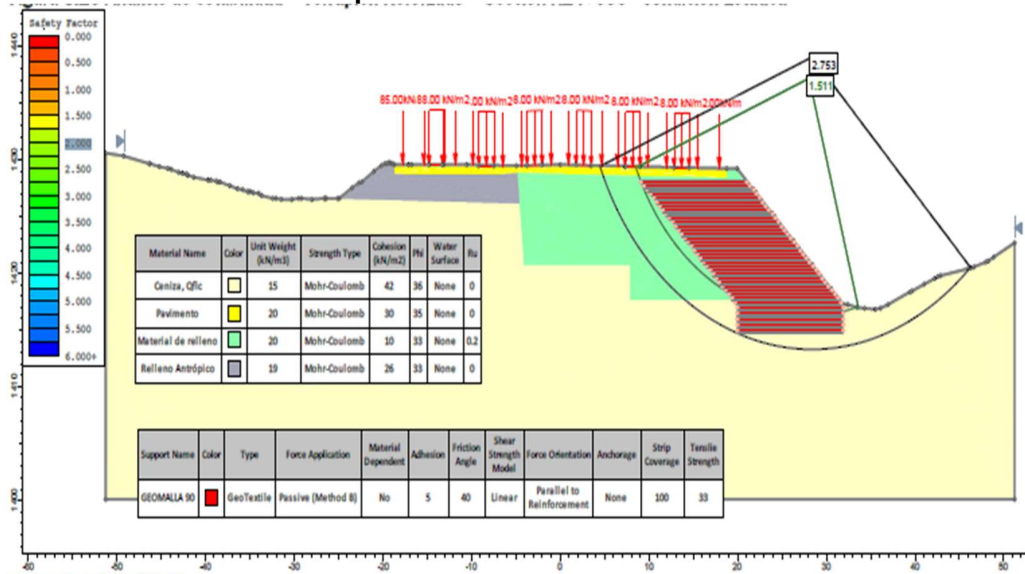 Safety Factor
0.000
0.500
1.000
1.500
2.000
2.500
3.000
3.500
4.000
4.500
5.000
5.500
6.000+
2.753
1.511
Material Name Color Unit Weight (kN/m3) Strength Type Cohesion (kN/m2) Phi Water Surface Ru
Ceniza, Qflc 15 Mohr-Coulomb 42 36 None 0
Pavimento 20 Mohr-Coulomb 30 35 None 0
Material de relleno 20 Mohr-Coulomb 10 33 None 0.2
Relleno Antrópico 19 Mohr-Coulomb 26 33 None 0
Support Name Color Type Force Application Material Dependent Adhesion Friction Angle Shear Strength Model Force Orientation Anchorage Strip Coverage Tensile Strength
GEOMALLA 90 GeoTextile Passive (Method B) No 5 40 Linear Parallel to Reinforcement None 100 33
1440
1410
1400
-40 -30 -20 -10 0 10 20 30 40 50